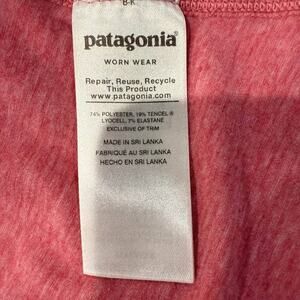 B-K
patagonia®
WORN WEAR
Repair, Reuse, Recycle
This Product
www.patagonia.com
74% POLYESTER, 19% TENCEL ®
LYOCELL, 7% ELASTANE
EXCLUSIVE OF TRIM
MADE IN SRI LANKA
FABRIQUÉ AU SRI LANKA
HECHO EN SRI LANKA